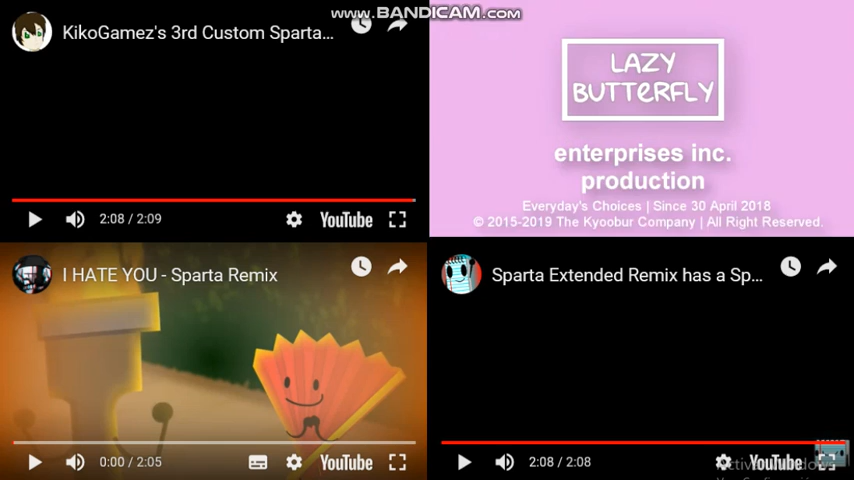 www.BANDICAM.com
KikoGamez's 3rd Custom Sparta...
2:08 / 2:09
YouTube
LAZY
BUTTERFLY
enterprises inc.
production
Everyday's Choices | Since 30 April 2018
© 2015-2019 The Kyoobur Company | All Right Reserved.
I HATE YOU - Sparta Remix
0:00 / 2:05
YouTube
Sparta Extended Remix has a Sp...
2:08 / 2:08
YouTube